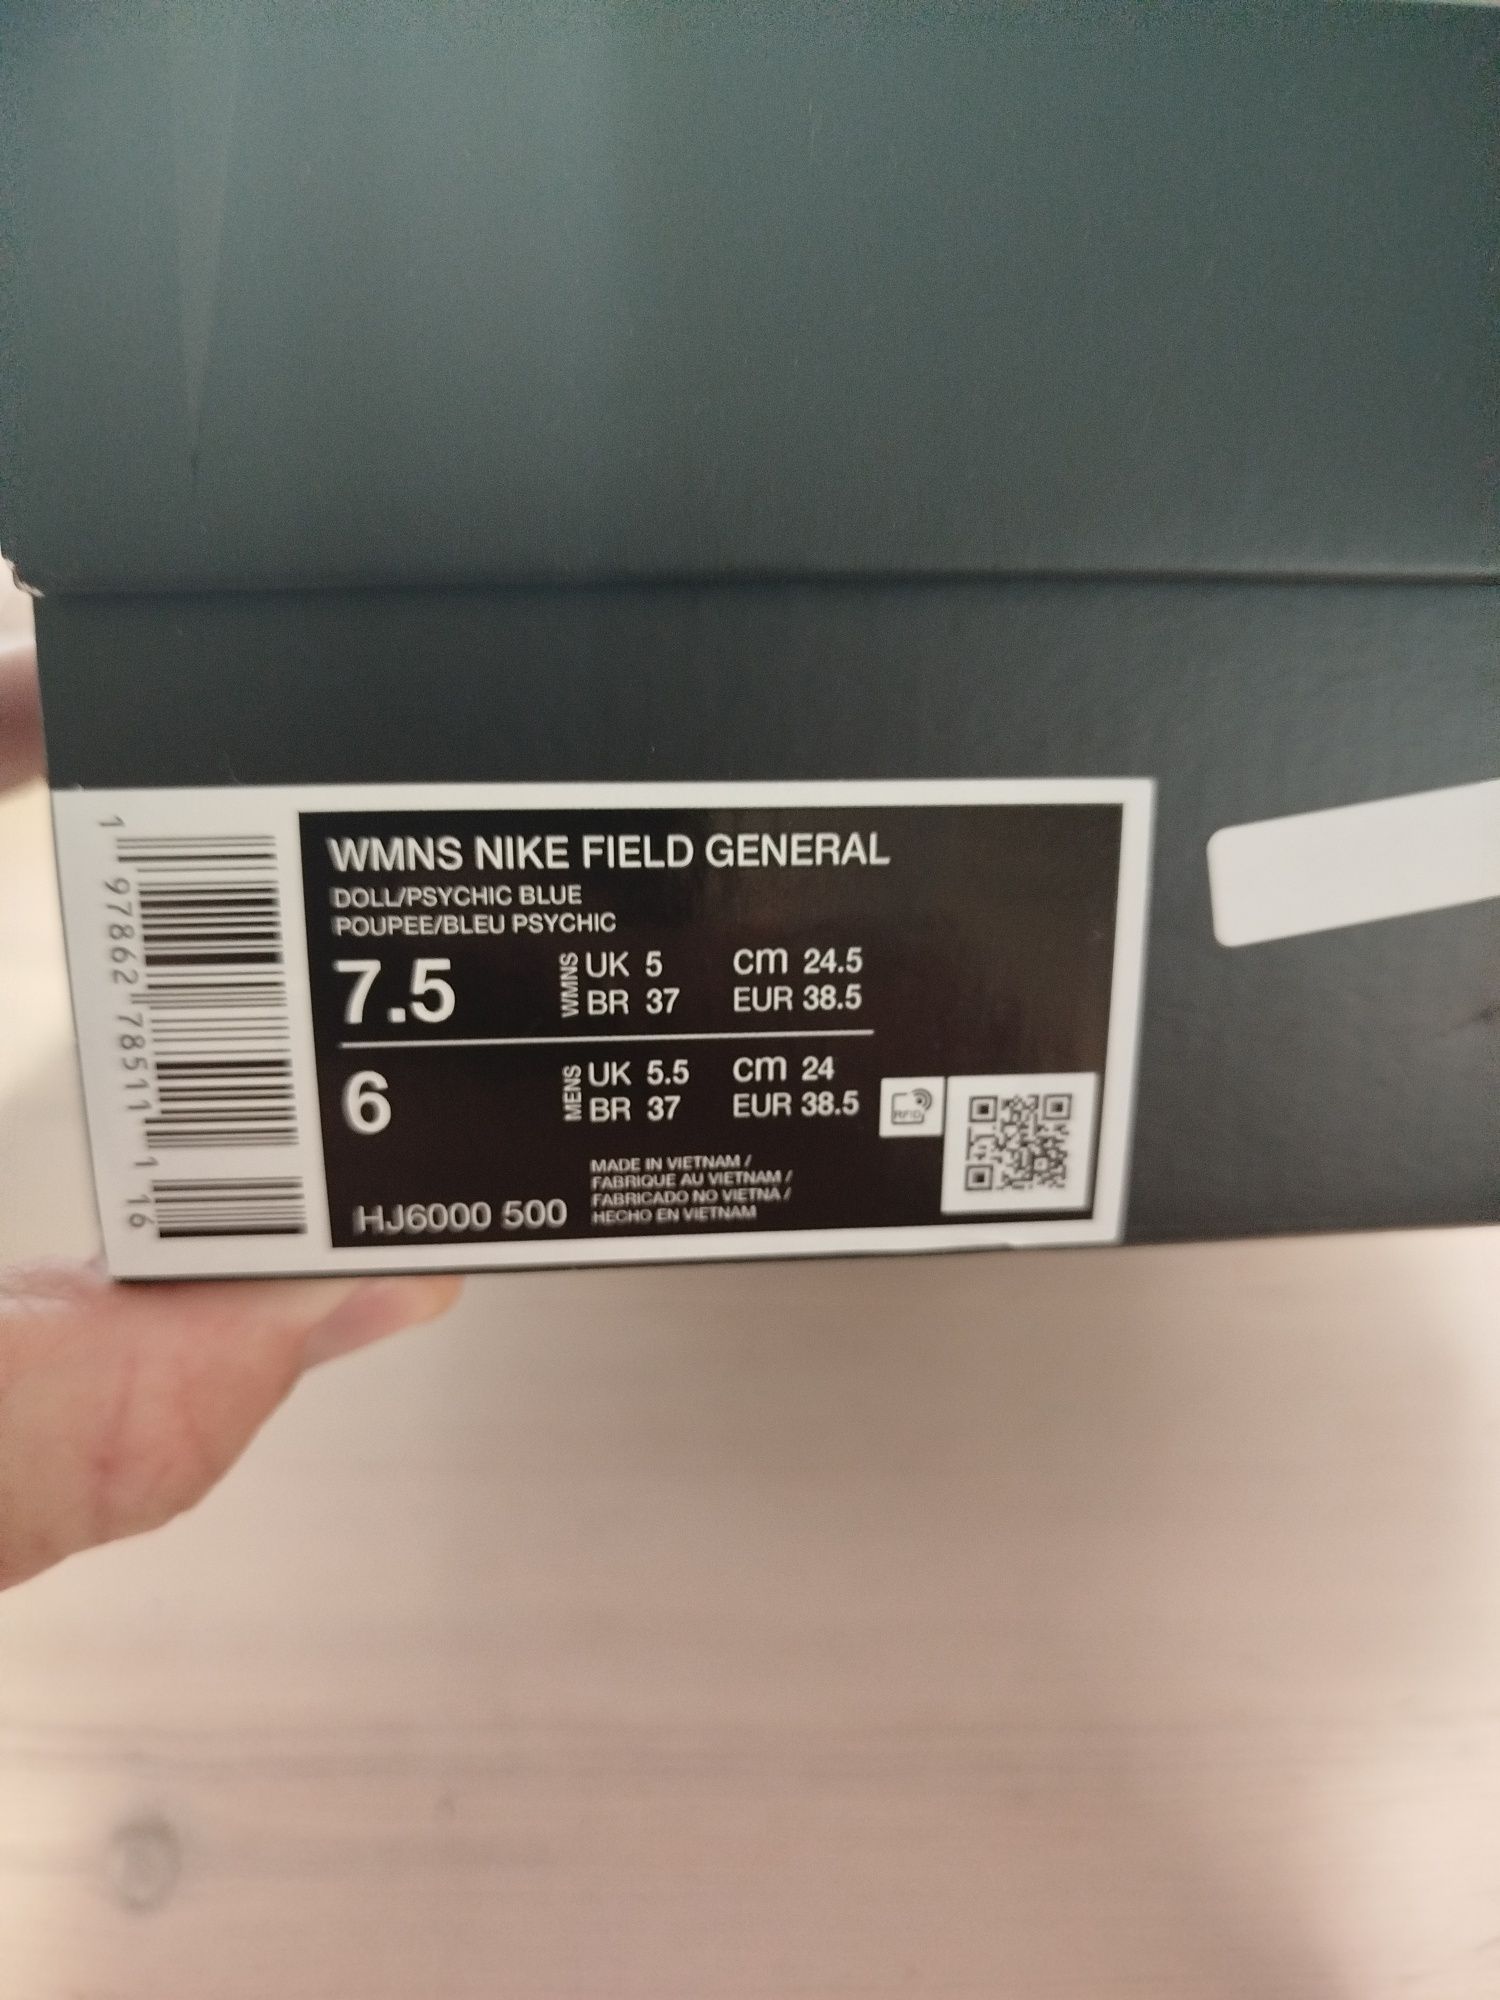 WMNS NIKE FIELD GENERAL
DOLL/PSYCHIC BLUE
POUPEE/BLEU PSYCHIC
7.5 WMNS UK 5 cm 24.5
BR 37 EUR 38.5
6 MENS UK 5.5 cm 24
BR 37 EUR 38.5
RFID
MADE IN VIETNAM /
FABRIQUE AU VIETNAM /
FABRICADO NO VIETNA /
HECHO EN VIETNAM
HJ6000 500
1 97862 78511 1 16